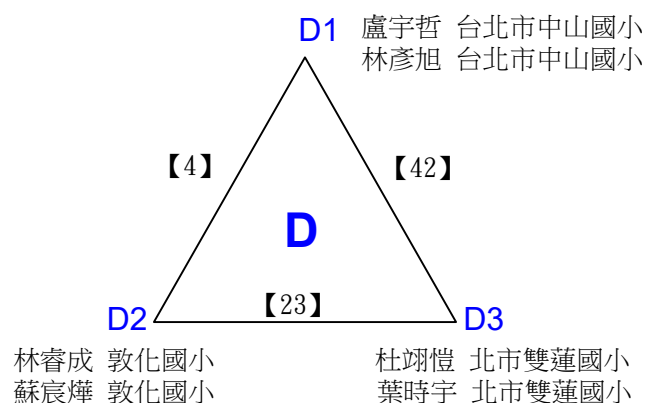 D1
盧宇哲 台北市中山國小
林彥旭 台北市中山國小
【4】
【42】
D
【23】
D2
D3
林睿成 敦化國小
蘇宸燁 敦化國小
杜翊愷 北市雙蓮國小
葉時宇 北市雙蓮國小